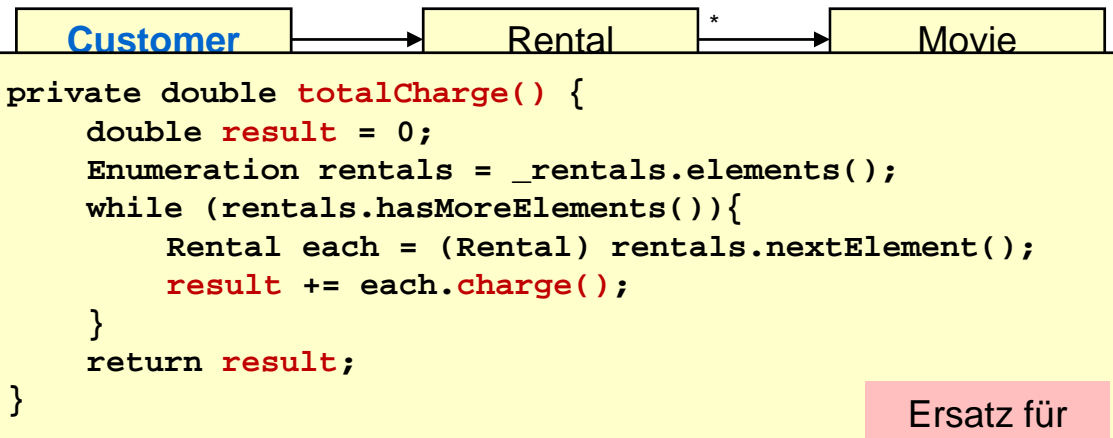 Customer Rental * Movie
private double totalCharge() {
double result = 0;
Enumeration rentals = _rentals.elements();
while (rentals.hasMoreElements()){
Rental each = (Rental) rentals.nextElement();
result += each.charge();
}
return result;
}
Ersatz für